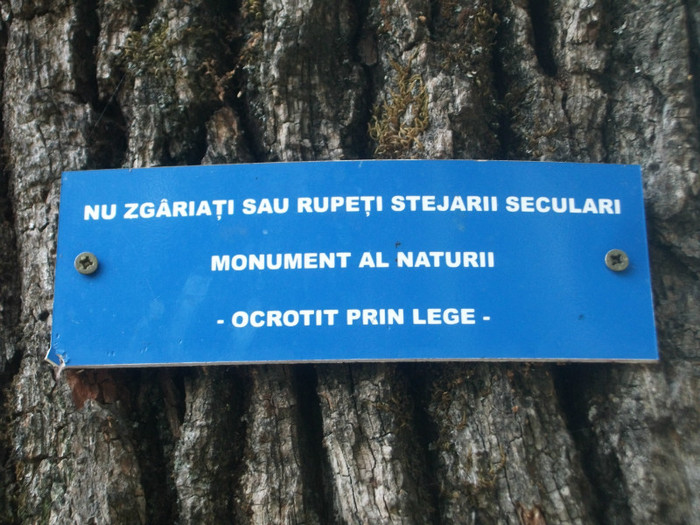 NU ZGÂRIAȚI SAU RUPEȚI STEJARII SECULARI
MONUMENT AL NATURII
- OCROTIT PRIN LEGE -